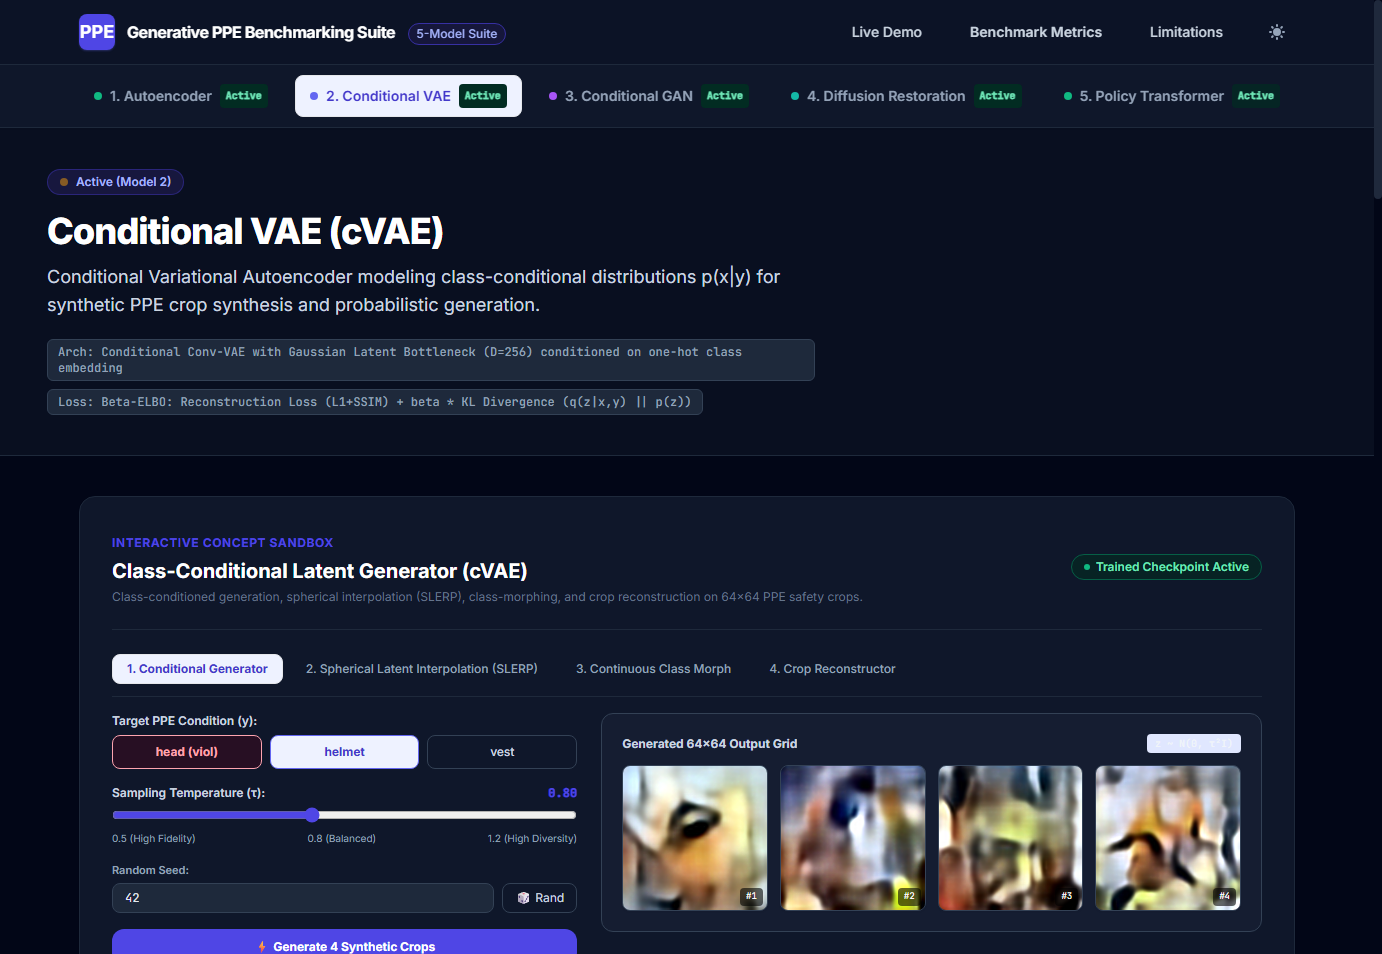 PPE Generative PPE Benchmarking Suite 5-Model Suite Live Demo Benchmark Metrics Limitations
1. Autoencoder Active 2. Conditional VAE Active 3. Conditional GAN Active 4. Diffusion Restoration Active 5. Policy Transformer Active
Active (Model 2)
Conditional VAE (cVAE)
Conditional Variational Autoencoder modeling class-conditional distributions p(x|y) for
synthetic PPE crop synthesis and probabilistic generation.
Arch: Conditional Conv-VAE with Gaussian Latent Bottleneck (D=256) conditioned on one-hot class
embedding
Loss: Beta-ELBO: Reconstruction Loss (L1+SSIM) + beta * KL Divergence (q(z|x,y) || p(z))
INTERACTIVE CONCEPT SANDBOX
Class-Conditional Latent Generator (cVAE)
Trained Checkpoint Active
Class-conditioned generation, spherical interpolation (SLERP), class-morphing, and crop reconstruction on 64×64 PPE safety crops.
1. Conditional Generator 2. Spherical Latent Interpolation (SLERP) 3. Continuous Class Morph 4. Crop Reconstructor
Target PPE Condition (y):
head (viol) helmet vest
Sampling Temperature (τ): 0.80
0.5 (High Fidelity) 0.8 (Balanced) 1.2 (High Diversity)
Random Seed:
42 Rand
Generate 4 Synthetic Crops
Generated 64×64 Output Grid
#1 #2 #3 #4